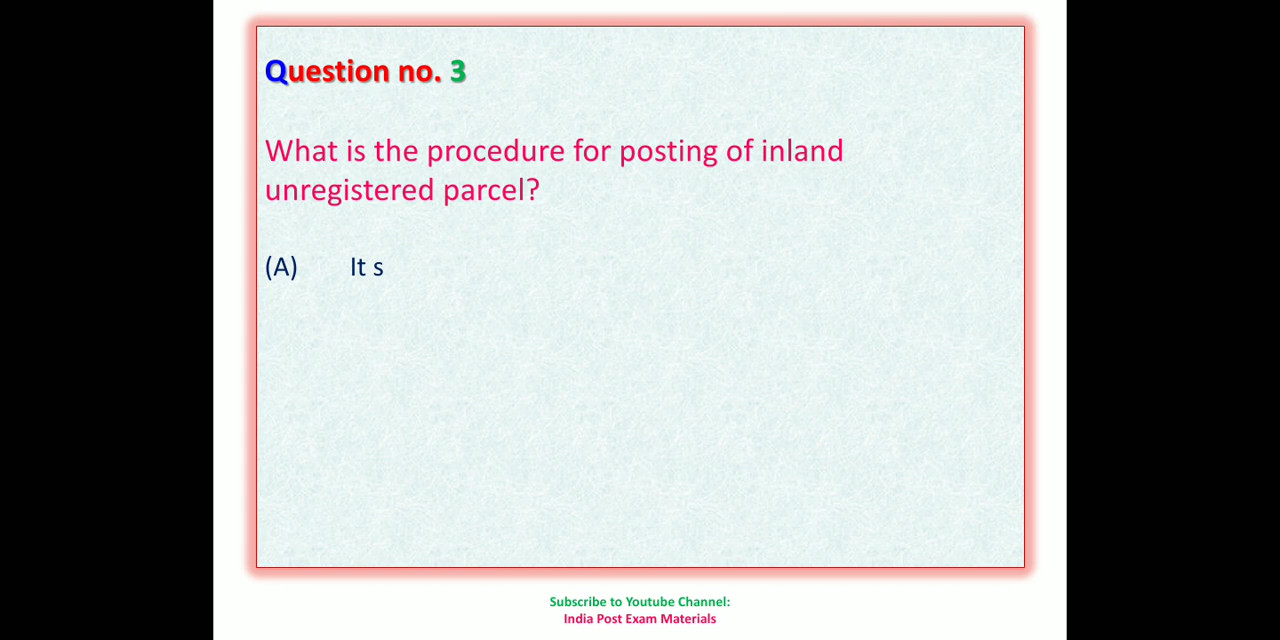 Question no. 3
What is the procedure for posting of inland
unregistered parcel?
(A) It s
Subscribe to Youtube Channel:
India Post Exam Materials